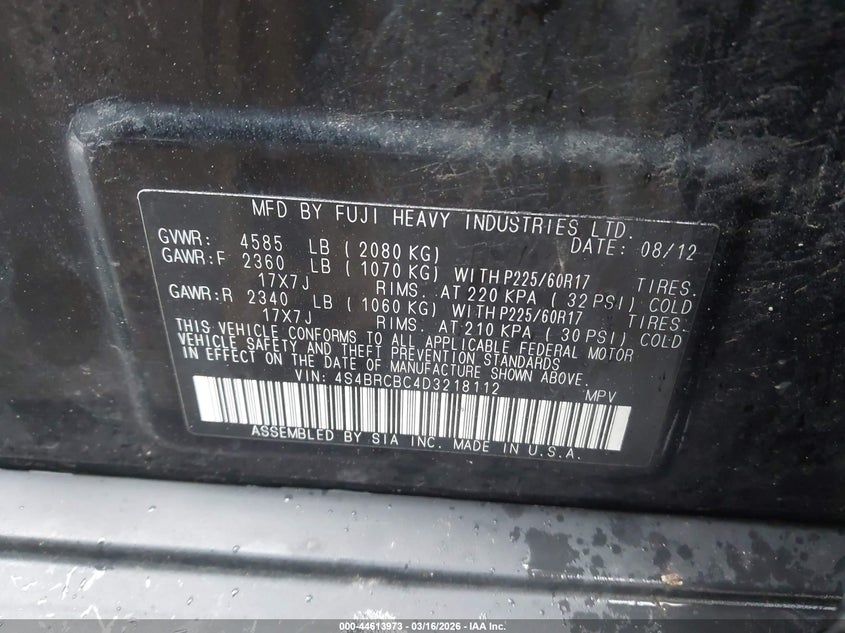 MFD BY FUJI HEAVY INDUSTRIES LTD.
GVWR: 4585 LB ( 2080 KG) DATE: 08/12
GAWR:F 2360 LB ( 1070 KG) WITH P225/60R17 TIRES.
17X7J RIMS. AT 220 KPA ( 32 PSI) COLD
GAWR:R 2340 LB ( 1060 KG) WITH P225/60R17 TIRES.
17X7J RIMS. AT 210 KPA ( 30 PSI) COLD
THIS VEHICLE CONFORMS TO ALL APPLICABLE FEDERAL MOTOR
VEHICLE SAFETY AND THEFT PREVENTION STANDARDS
IN EFFECT ON THE DATE OF MANUFACTURE SHOWN ABOVE.
VIN: 4S4BRCBC4D3218112 MPV
ASSEMBLED BY SIA INC. MADE IN U.S.A.
000-44613973 - 03/16/2026 - IAA Inc.